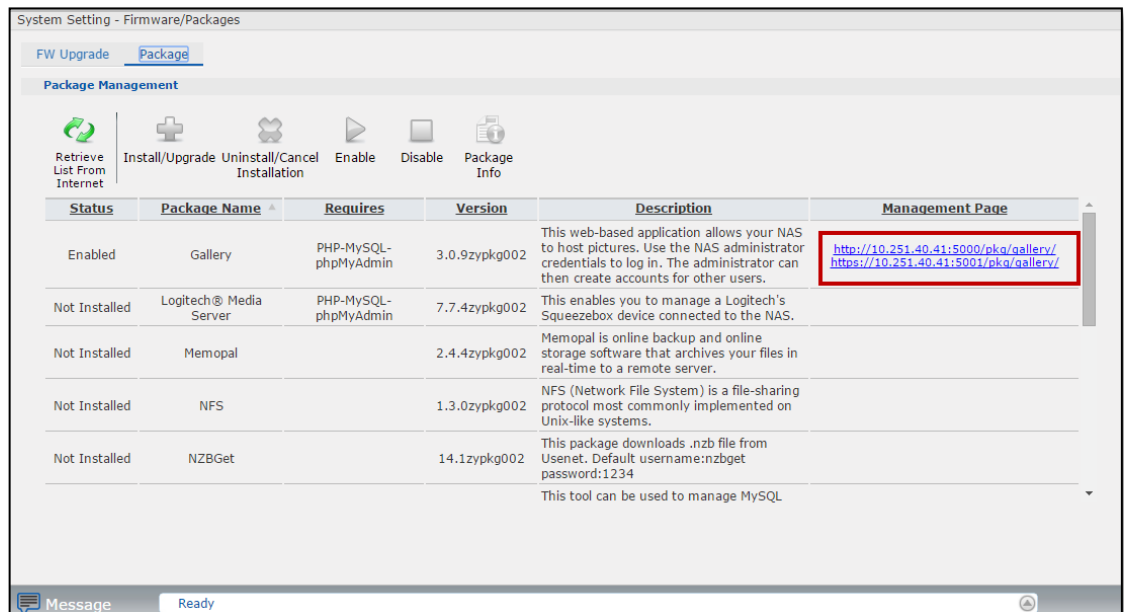 System Setting - Firmware/Packages
FW Upgrade Package
Package Management
Retrieve List From Internet
Install/Upgrade
Uninstall/Cancel Installation
Enable
Disable
Package Info
Status Package Name Requires Version Description Management Page
Enabled
Gallery
PHP-MySQL-
phpMyAdmin
3.0.9zypkg002
This web-based application allows your NAS
to host pictures. Use the NAS administrator
credentials to log in. The administrator can
then create accounts for other users.
http://10.251.40.41:5000/pkg/gallery/
https://10.251.40.41:5001/pkg/gallery/
Not Installed
Logitech® Media
Server
PHP-MySQL-
phpMyAdmin
7.7.4zypkg002
This enables you to manage a Logitech's
Squeezebox device connected to the NAS.
Not Installed
Memopal
2.4.4zypkg002
Memopal is online backup and online
storage software that archives your files in
real-time to a remote server.
Not Installed
NFS
1.3.0zypkg002
NFS (Network File System) is a file-sharing
protocol most commonly implemented on
Unix-like systems.
Not Installed
NZBGet
14.1zypkg002
This package downloads .nzb file from
Usenet. Default username:nzbget
password:1234
This tool can be used to manage MySQL
Message Ready